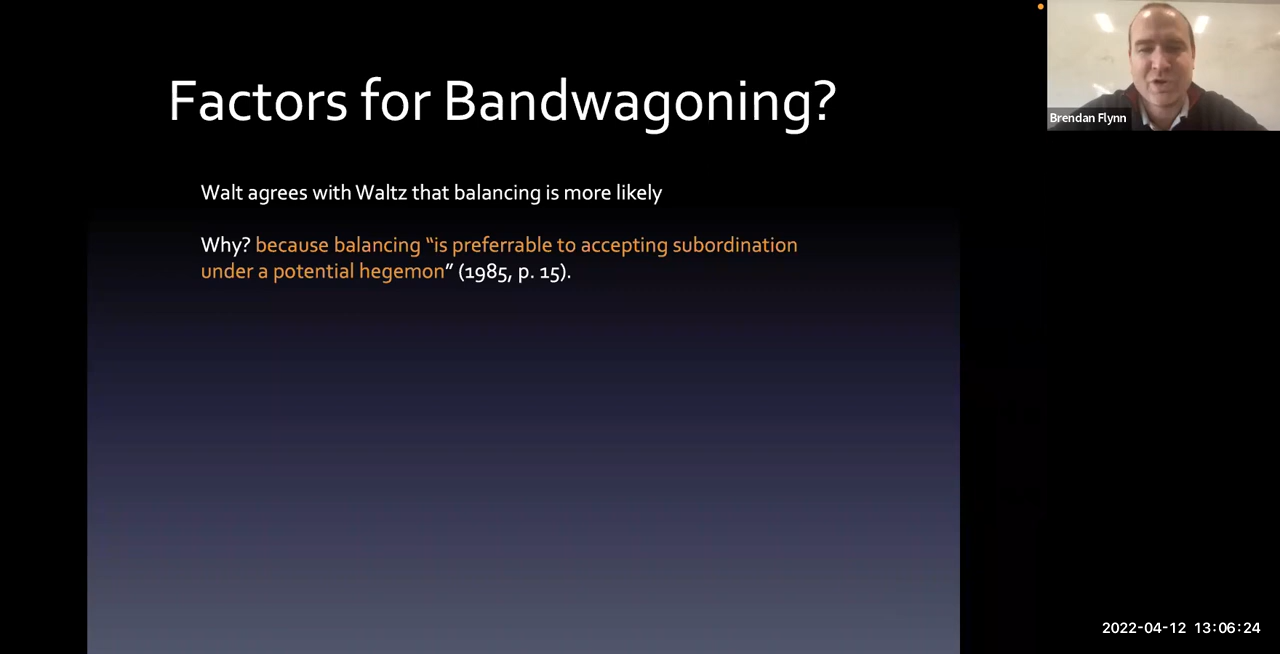 Factors for Bandwagoning?
Brendan Flynn
Walt agrees with Waltz that balancing is more likely
Why? because balancing “is preferrable to accepting subordination
under a potential hegemon” (1985, p. 15).
2022-04-12 13:06:24